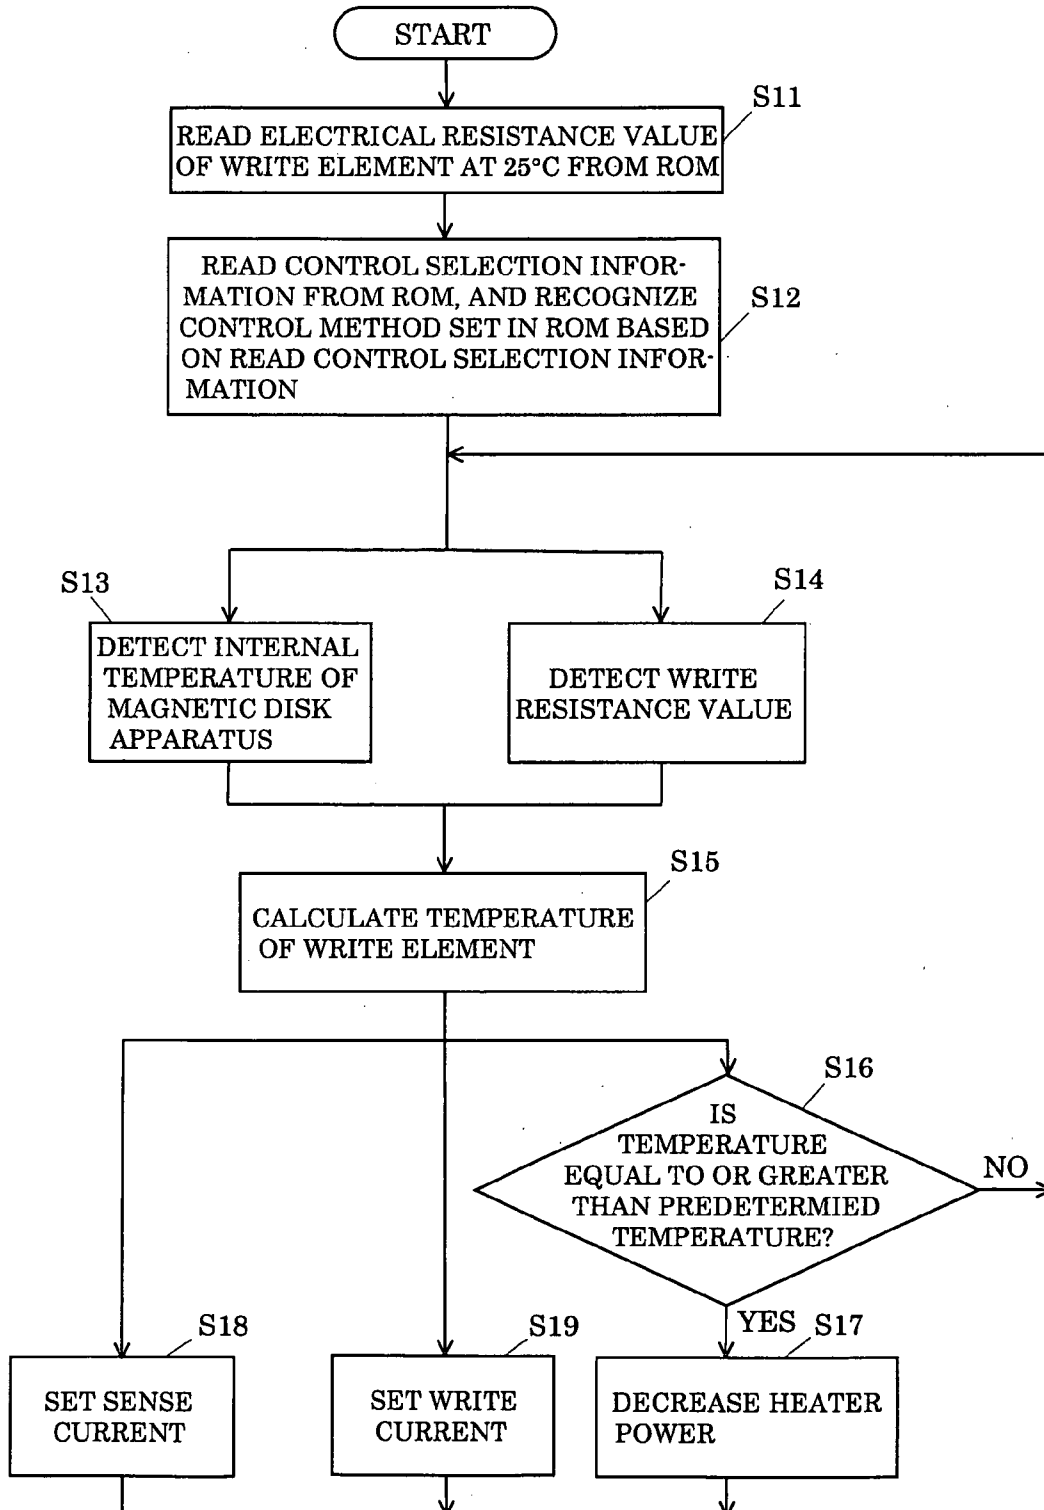 START
S11
READ ELECTRICAL RESISTANCE VALUE
OF WRITE ELEMENT AT 25°C FROM ROM
S12
READ CONTROL SELECTION INFOR-
MATION FROM ROM, AND RECOGNIZE
CONTROL METHOD SET IN ROM BASED
ON READ CONTROL SELECTION INFOR-
MATION
S13
DETECT INTERNAL
TEMPERATURE OF
MAGNETIC DISK
APPARATUS
S14
DETECT WRITE
RESISTANCE VALUE
S15
CALCULATE TEMPERATURE
OF WRITE ELEMENT
S16
IS
TEMPERATURE
EQUAL TO OR GREATER
THAN PREDETERMIED
TEMPERATURE?
NO
YES
S18
SET SENSE
CURRENT
S19
SET WRITE
CURRENT
S17
DECREASE HEATER
POWER